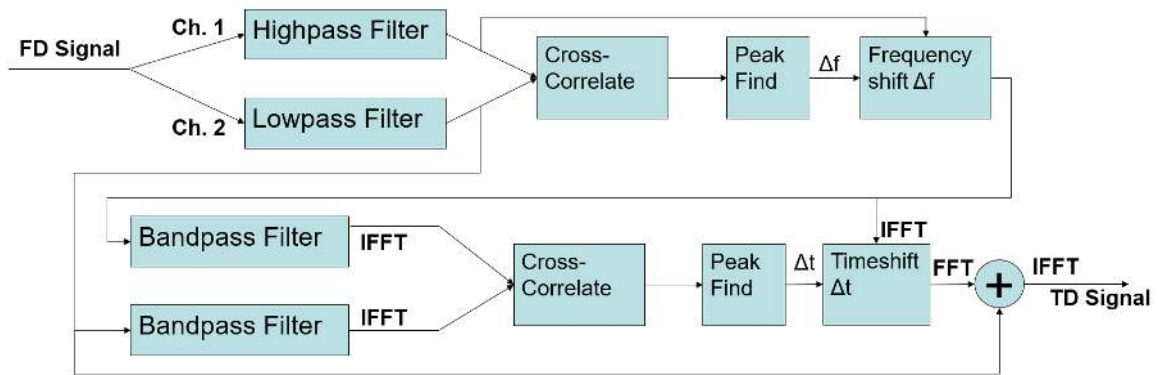 FD Signal
Ch. 1
Highpass Filter
Ch. 2
Lowpass Filter
Cross-
Correlate
Peak
Find
Δf
Frequency
shift Δf
Bandpass Filter
IFFT
Bandpass Filter
IFFT
Cross-
Correlate
Peak
Find
Δt
IFFT
Timeshift
Δt
FFT
+
IFFT
TD Signal